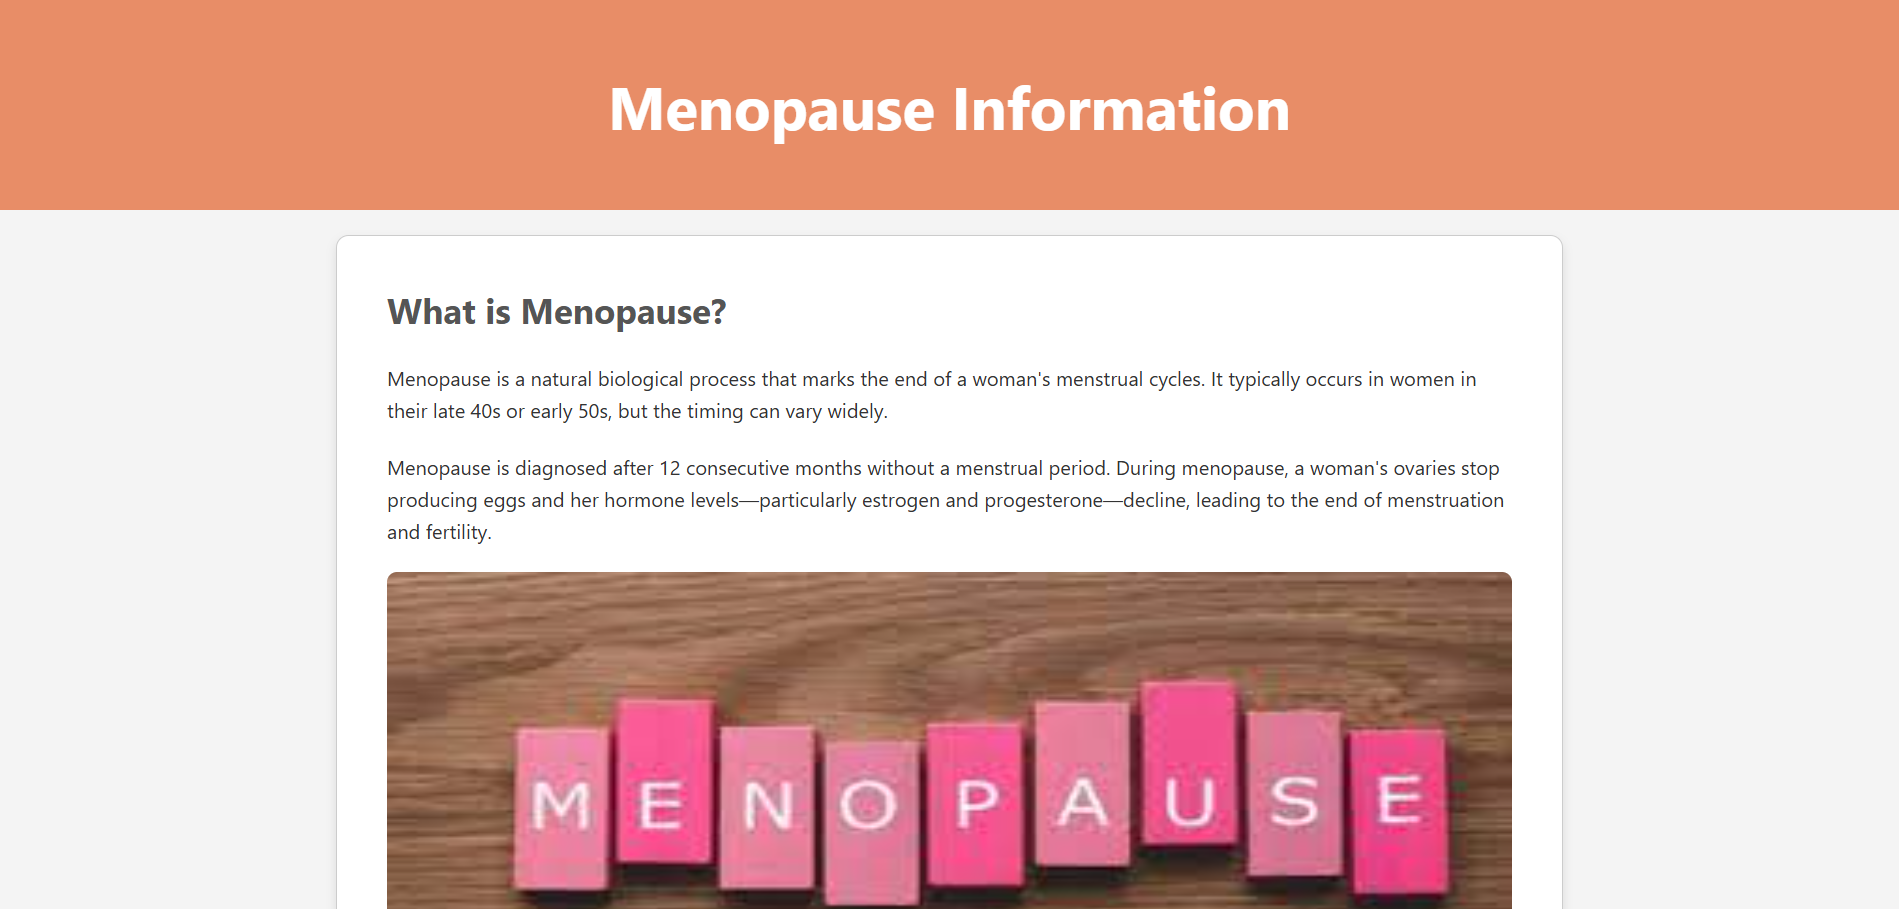 Menopause Information
What is Menopause?
Menopause is a natural biological process that marks the end of a woman's menstrual cycles. It typically occurs in women in
their late 40s or early 50s, but the timing can vary widely.
Menopause is diagnosed after 12 consecutive months without a menstrual period. During menopause, a woman's ovaries stop
producing eggs and her hormone levels—particularly estrogen and progesterone—decline, leading to the end of menstruation
and fertility.
MENOPAUSE